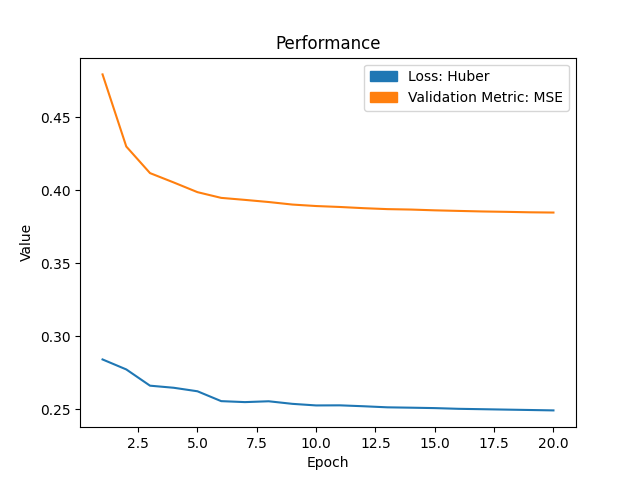 Performance
Loss: Huber
Validation Metric: MSE
Value
0.45
0.40
0.35
0.30
0.25
2.5 5.0 7.5 10.0 12.5 15.0 17.5 20.0
Epoch